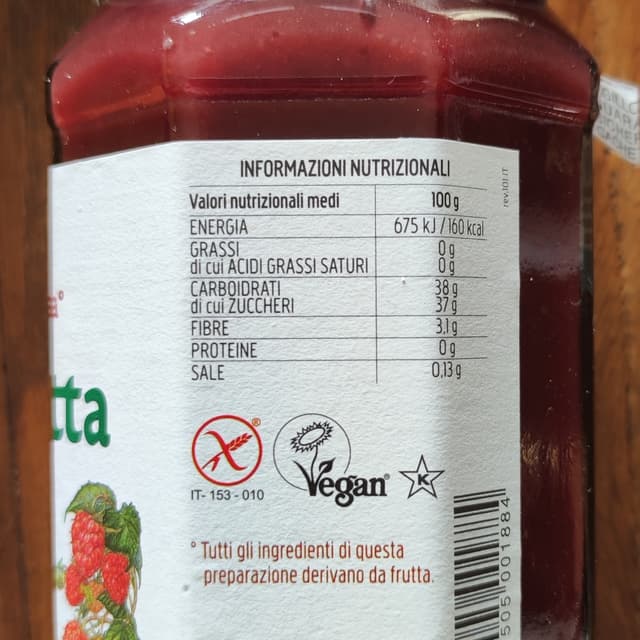 INFORMAZIONI NUTRIZIONALI
Valori nutrizionali medi 100 g
ENERGIA 675 kJ / 160 kcal
GRASSI 0 g
di cui ACIDI GRASSI SATURI 0 g
CARBOIDRATI 38 g
di cui ZUCCHERI 37 g
FIBRE 3,1 g
PROTEINE 0 g
SALE 0,13 g
rev.101.IT
tta
®
IT- 153 - 010
Vegan®
K
° Tutti gli ingredienti di questa
preparazione derivano da frutta.
505 001884